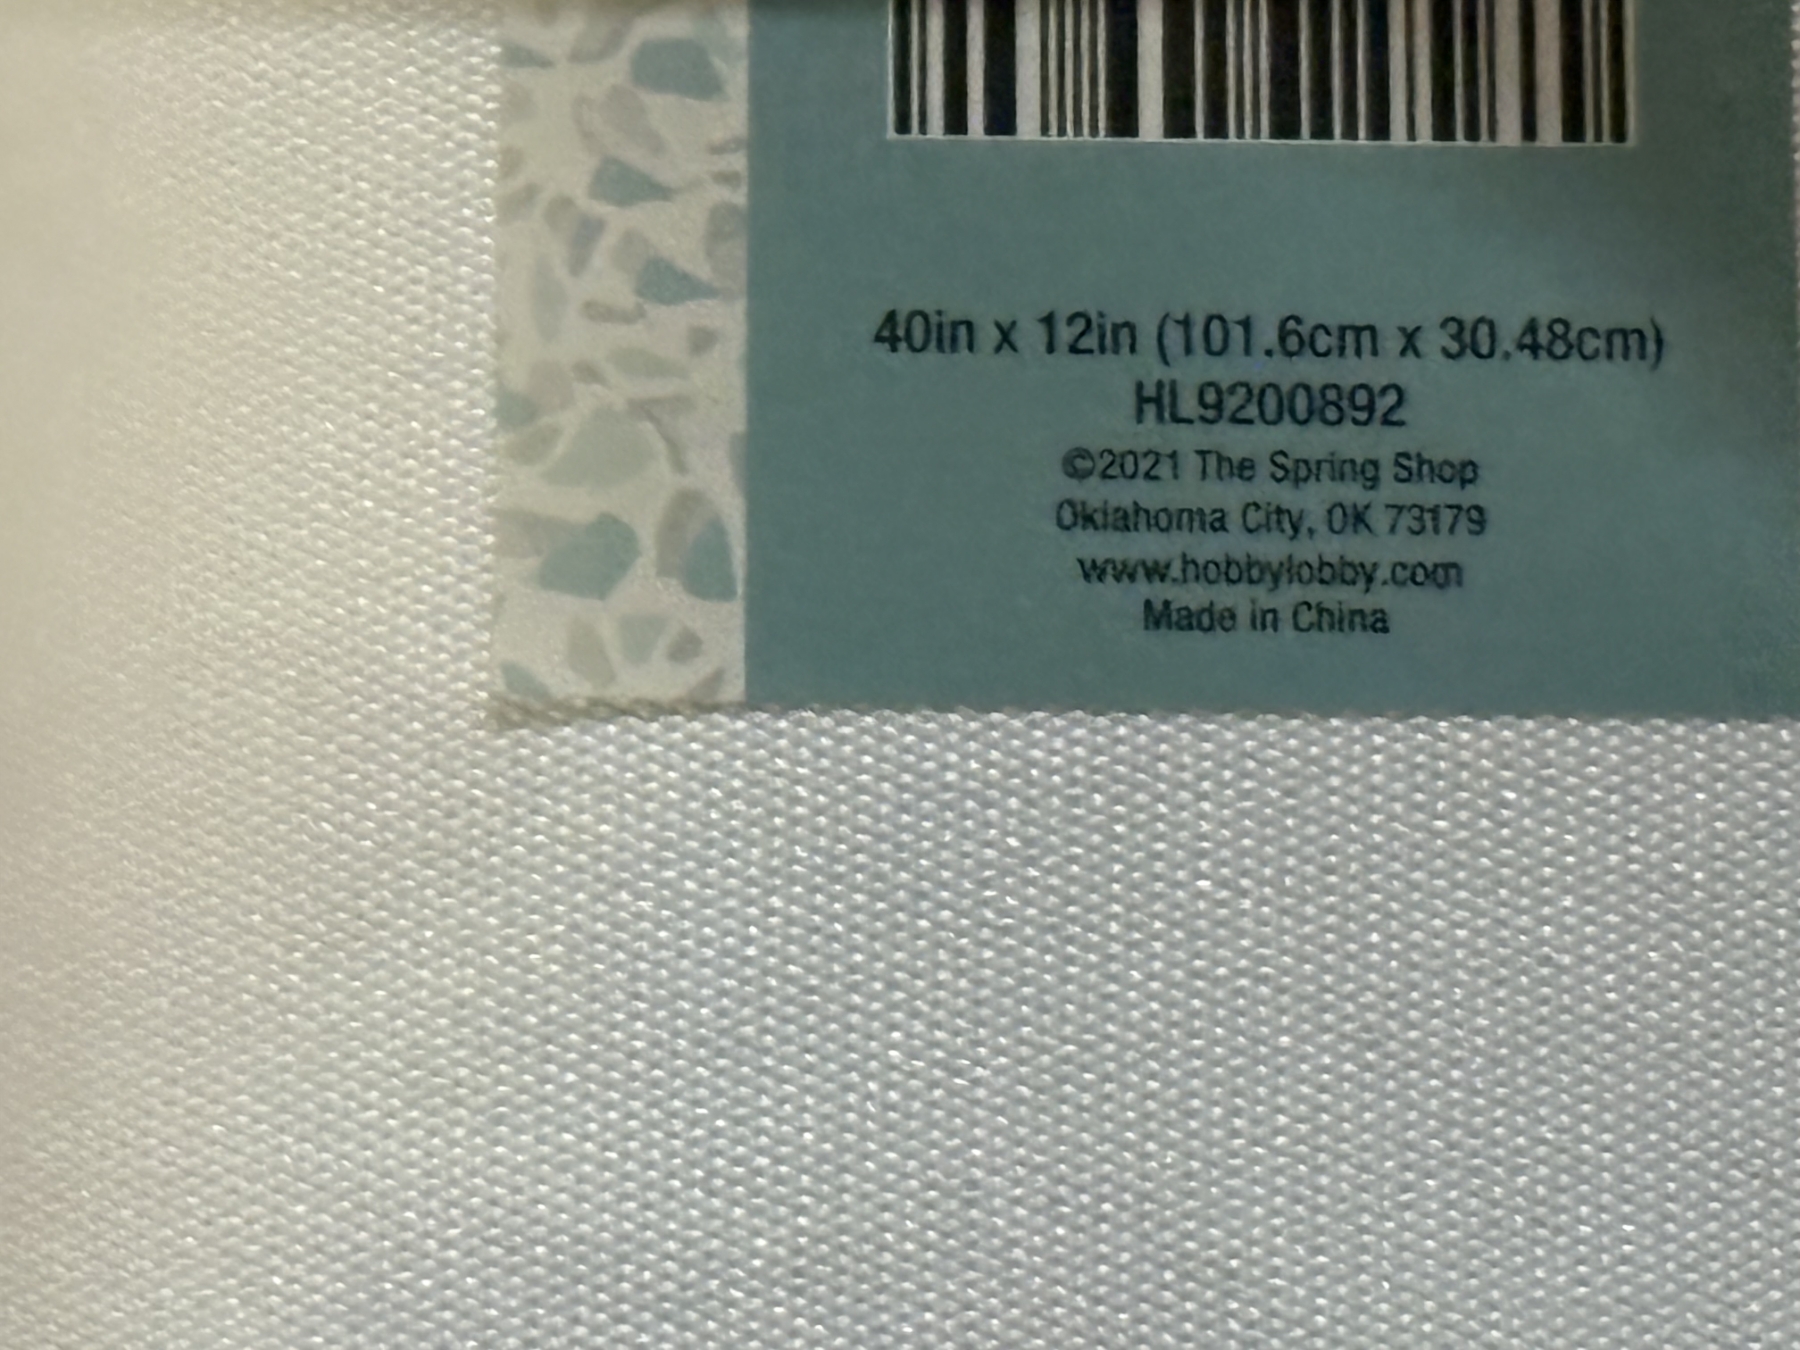 40in x 12in (101.6cm x 30.48cm)
HL9200892
©2021 The Spring Shop
Oklahoma City, OK 73179
www.hobbylobby.com
Made in China